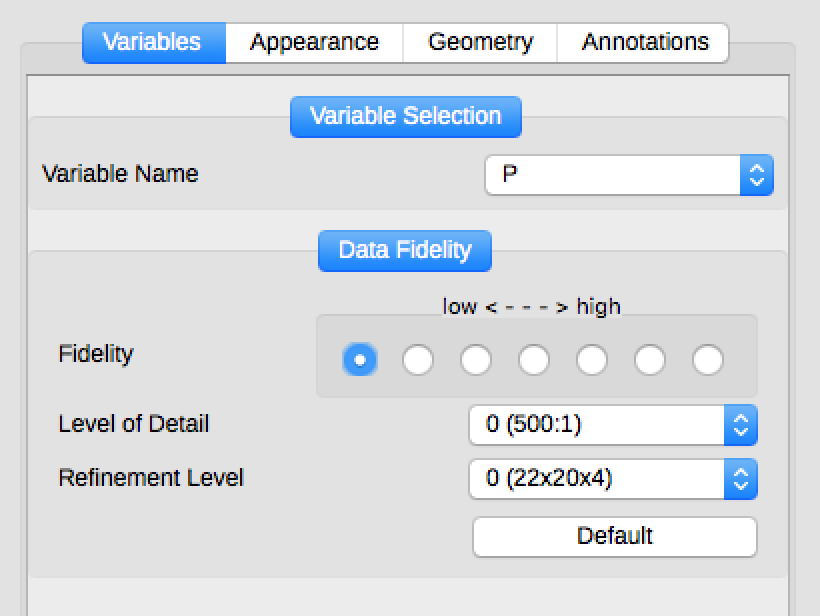 Variables Appearance Geometry Annotations
Variable Selection
Variable Name P
Data Fidelity
low < - - - > high
Fidelity
Level of Detail 0 (500:1)
Refinement Level 0 (22x20x4)
Default